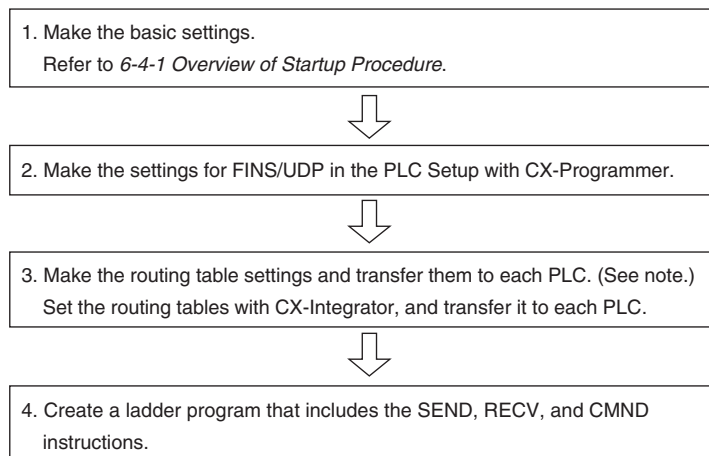 1. Make the basic settings.
Refer to 6-4-1 Overview of Startup Procedure.
2. Make the settings for FINS/UDP in the PLC Setup with CX-Programmer.
3. Make the routing table settings and transfer them to each PLC. (See note.)
Set the routing tables with CX-Integrator, and transfer it to each PLC.
4. Create a ladder program that includes the SEND, RECV, and CMND
instructions.